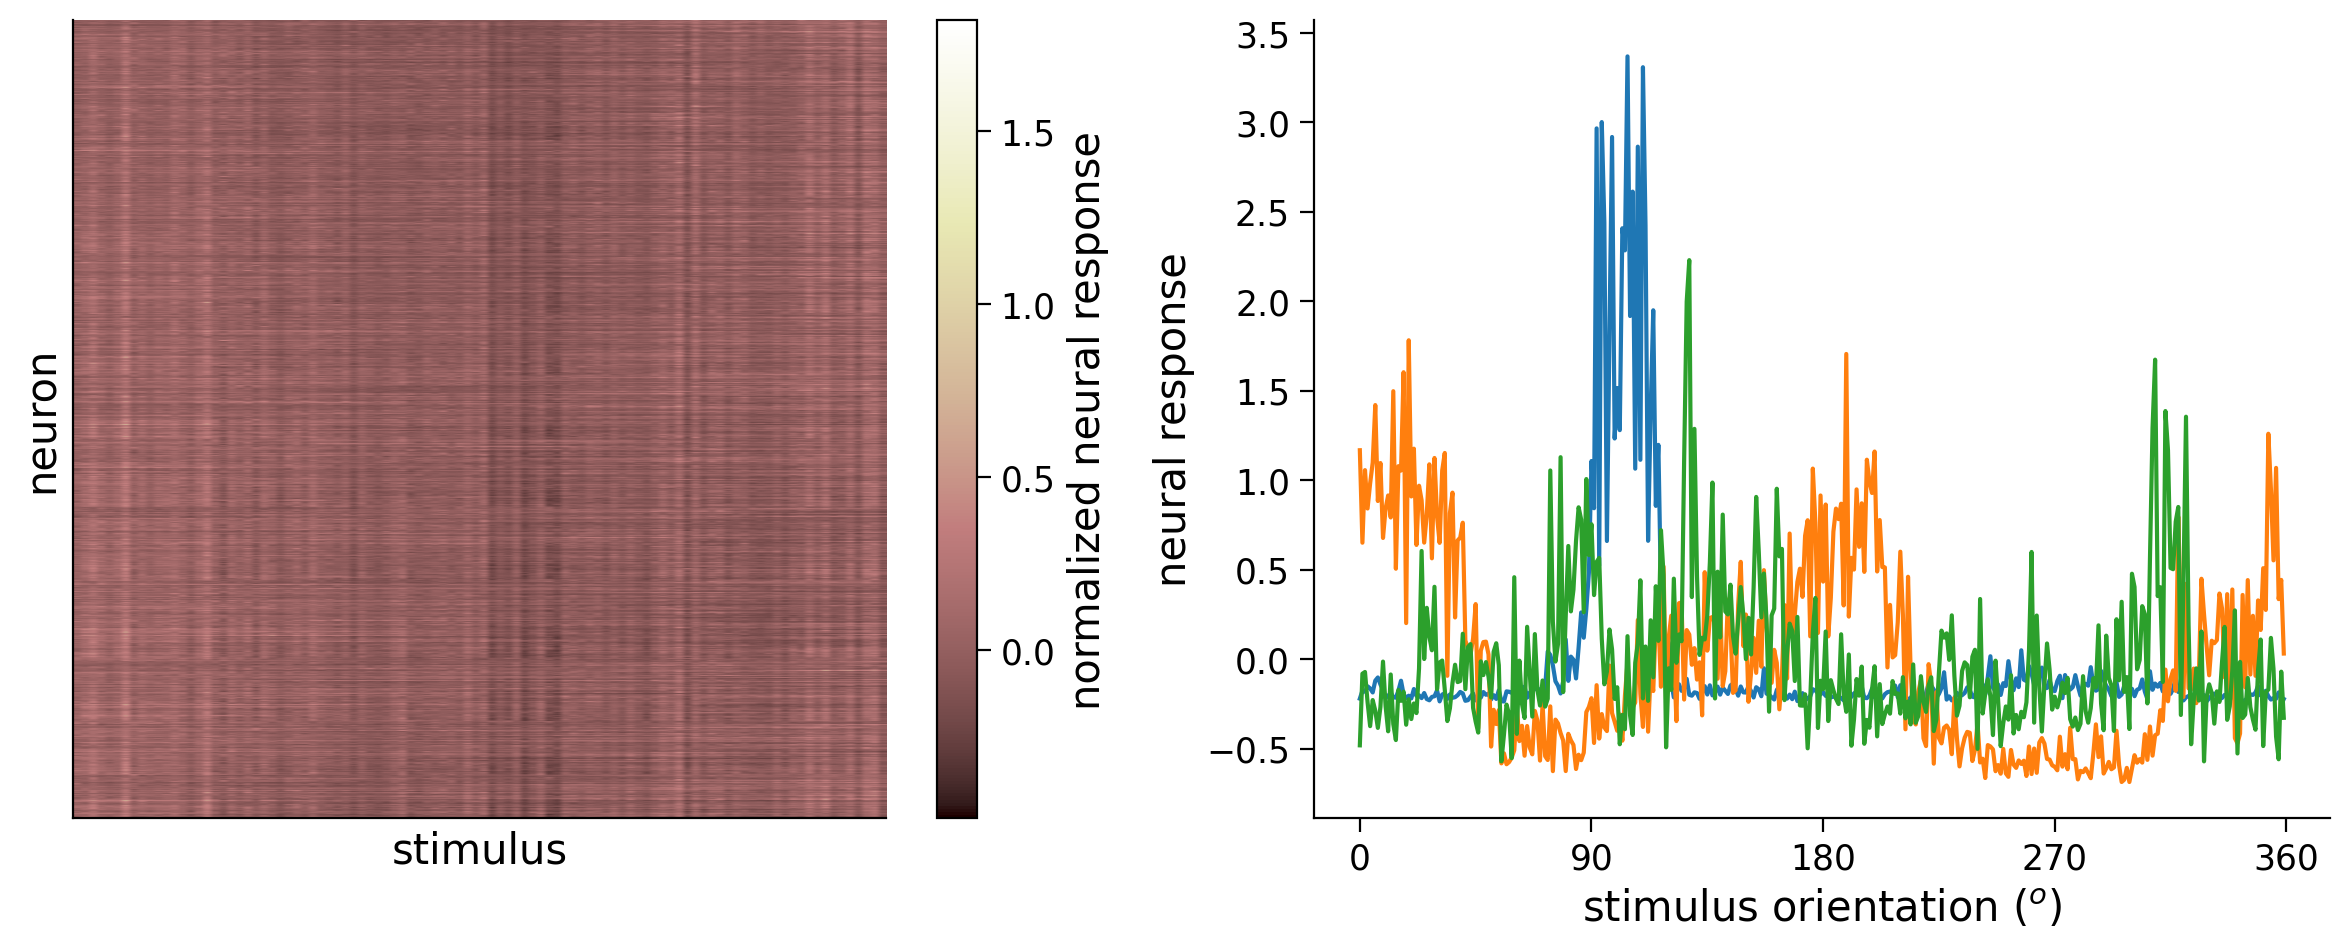 neuron
stimulus
1.5
1.0
0.5
0.0
normalized neural response
neural response
3.5
3.0
2.5
2.0
1.5
1.0
0.5
0.0
−0.5
0 90 180 270 360
stimulus orientation (º)